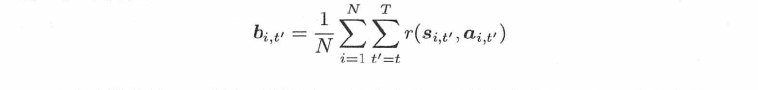 b_{i,t'} = \frac{1}{N} \sum_{i=1}^{N} \sum_{t'=t}^{T} r(s_{i,t'}, a_{i,t'})